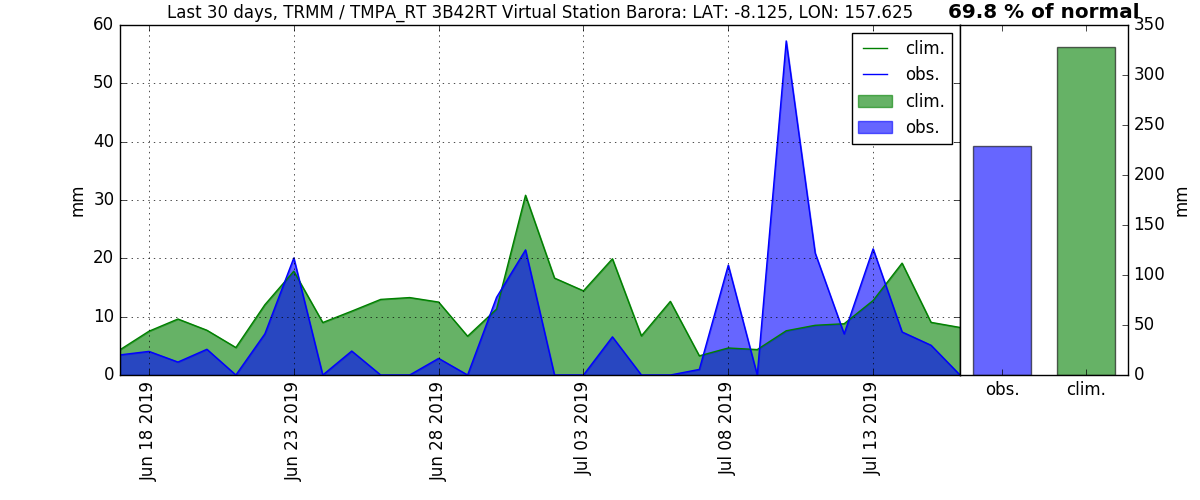 Last 30 days, TRMM / TMPA_RT 3B42RT Virtual Station Barora: LAT: -8.125, LON: 157.625
69.8 % of normal
60
50
40
30
20
10
0
mm
clim.
obs.
clim.
obs.
350
300
250
200
150
100
50
0
mm
Jun 18 2019
Jun 23 2019
Jun 28 2019
Jul 03 2019
Jul 08 2019
Jul 13 2019
obs.
clim.